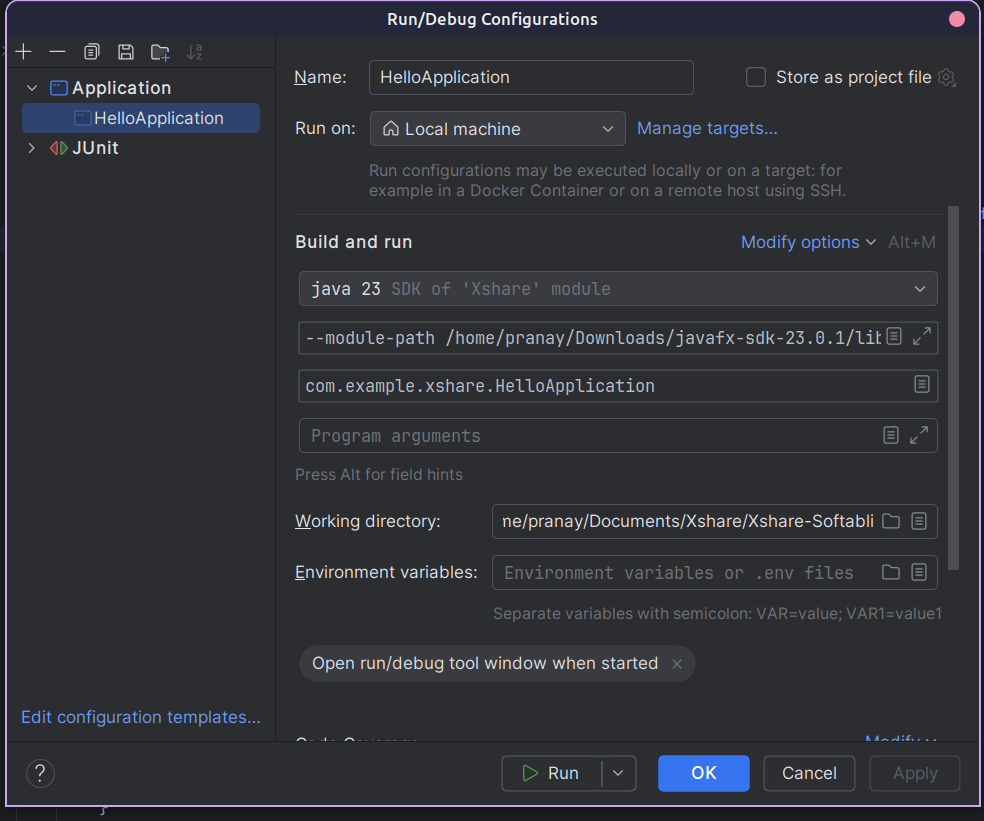 Run/Debug Configurations
Application
HelloApplication
JUnit
Edit configuration templates...
Name: HelloApplication Store as project file
Run on: Local machine Manage targets...
Run configurations may be executed locally or on a target: for
example in a Docker Container or on a remote host using SSH.
Build and run Modify options Alt+M
java 23 SDK of 'Xshare' module
--module-path /home/pranay/Downloads/javafx-sdk-23.0.1/lib
com.example.xshare.HelloApplication
Program arguments
Press Alt for field hints
Working directory: ne/pranay/Documents/Xshare/Xshare-Softabli
Environment variables: Environment variables or .env files
Separate variables with semicolon: VAR=value; VAR1=value1
Open run/debug tool window when started ×
Code Coverage Modify
? Run OK Cancel Apply
}